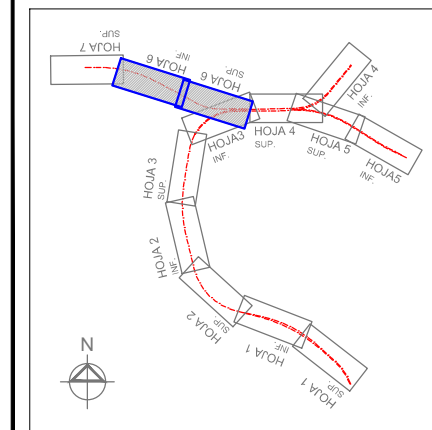 HOJA 7
SUP.
HOJA 6
INF.
HOJA 6
SUP.
HOJA 4
INF.
HOJA3
INF.
HOJA 4
SUP.
HOJA 5
SUP.
HOJA5
INF.
HOJA 3
SUP.
HOJA 2
INF.
HOJA 2
SUP.
HOJA 1
INF.
HOJA 1
SUP.
N